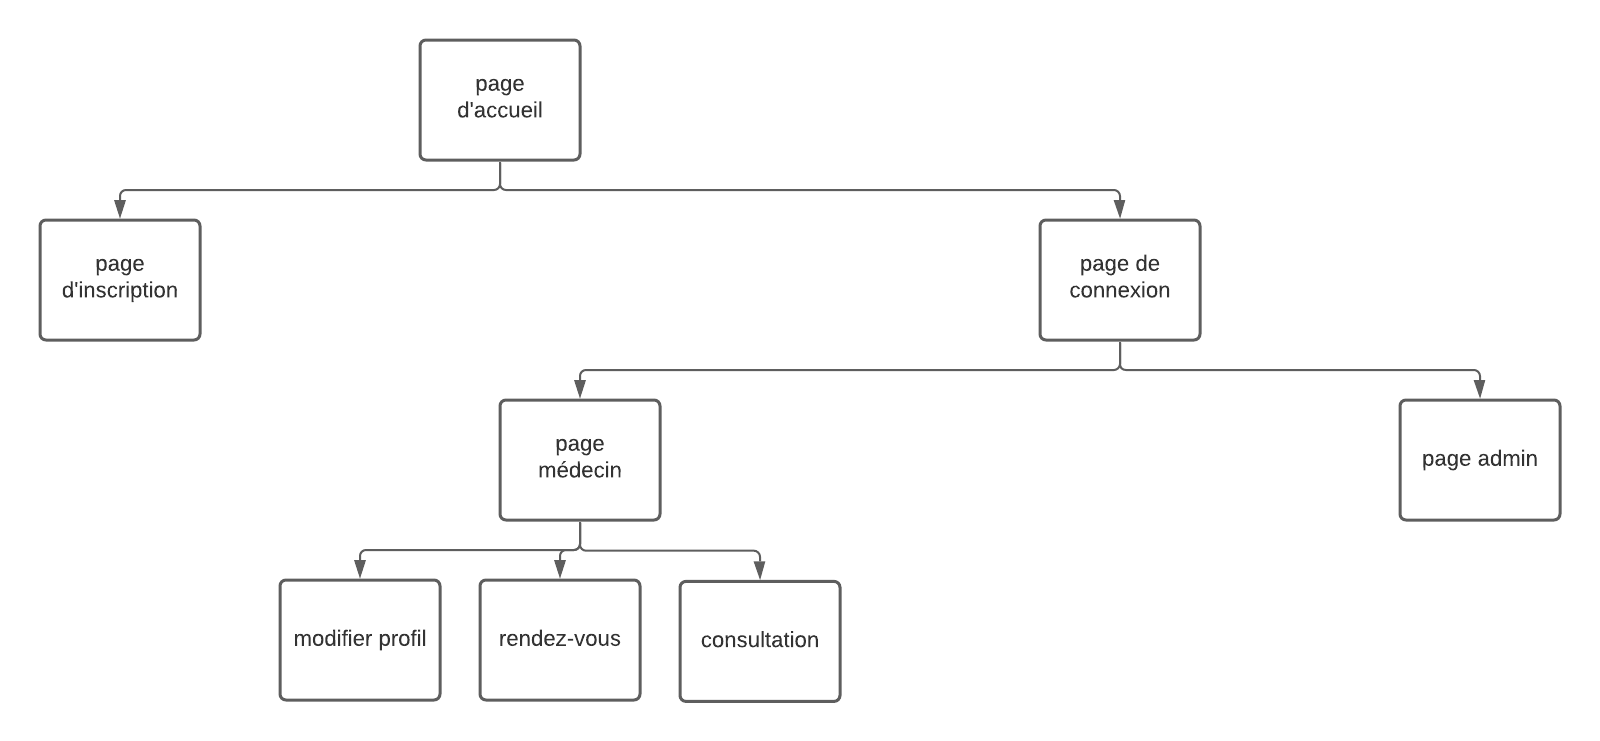 page
d'accueil
page
d'inscription
page de
connexion
page
médecin
page admin
modifier profil
rendez-vous
consultation